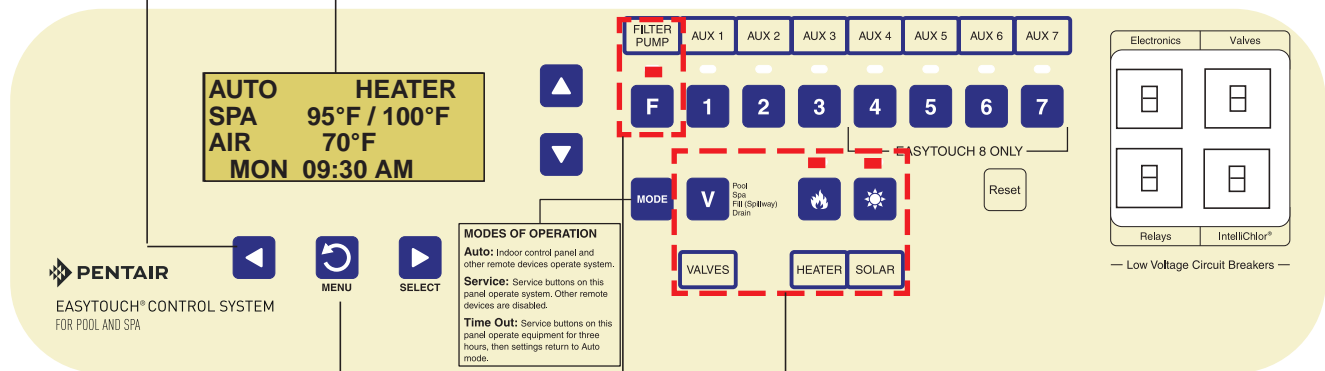 AUTO HEATER
SPA 95°F / 100°F
AIR 70°F
MON 09:30 AM
FILTER
PUMP
AUX 1
AUX 2
AUX 3
AUX 4
AUX 5
AUX 6
AUX 7
F
1
2
3
4
5
6
7
EASYTOUCH 8 ONLY
MODE
V
Pool
Spa
Fill (Spillway)
Drain
Reset
VALVES
HEATER
SOLAR
Electronics
Valves
Relays
IntelliChlor®
Low Voltage Circuit Breakers
MENU
SELECT
PENTAIR
EASYTOUCH® CONTROL SYSTEM
FOR POOL AND SPA
MODES OF OPERATION
Auto: Indoor control panel and
other remote devices operate system.
Service: Service buttons on this
panel operate system. Other remote
devices are disabled.
Time Out: Service buttons on this
panel operate equipment for three
hours, then settings return to Auto
mode.